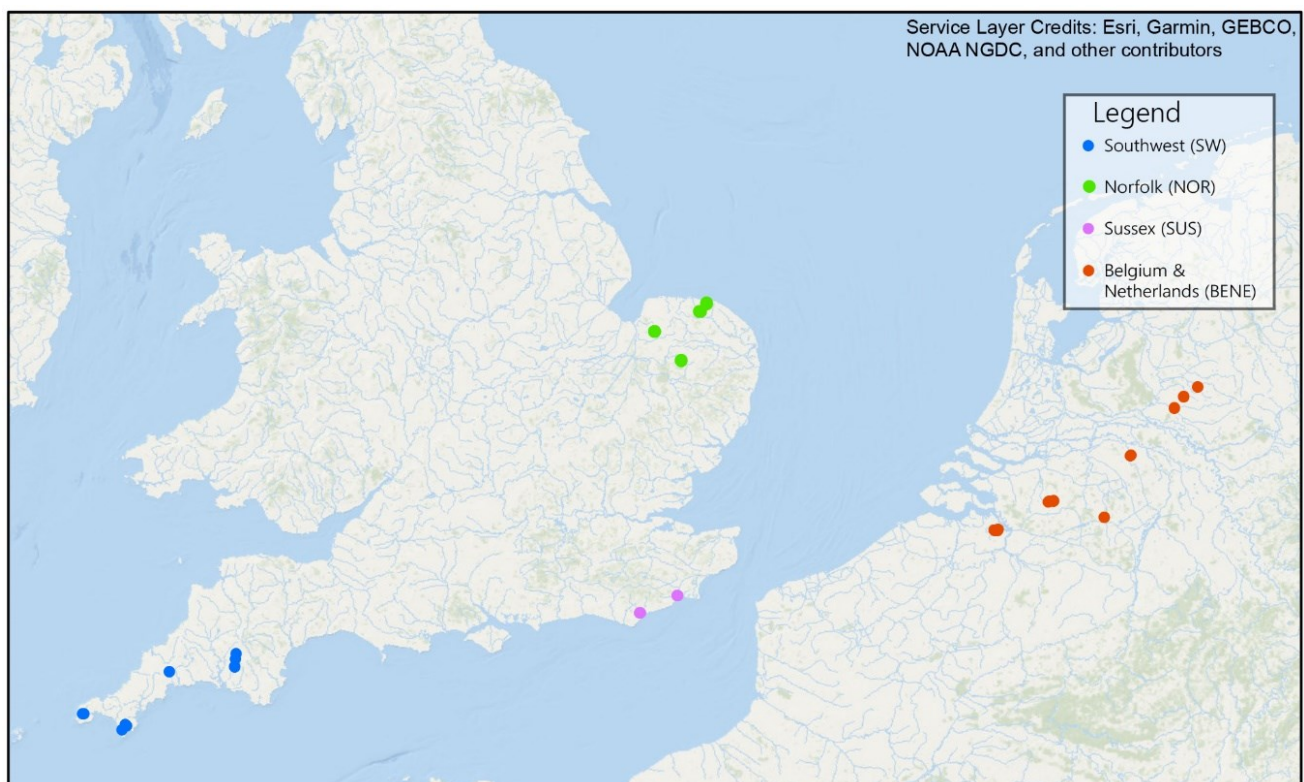 Service Layer Credits: Esri, Garmin, GEBCO,
NOAA NGDC, and other contributors
Legend
Southwest (SW)
Norfolk (NOR)
Sussex (SUS)
Belgium &
Netherlands (BENE)